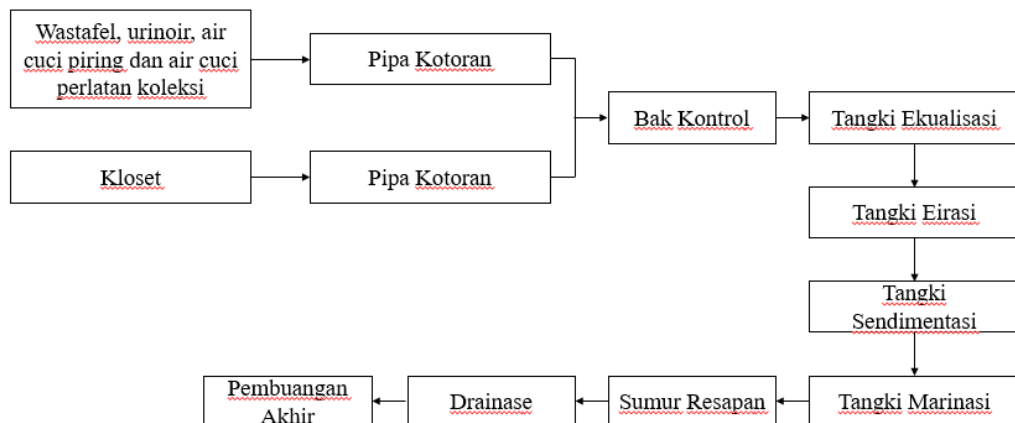 Wastafel, urinoir, air
cuci piring dan air cuci
perlatan koleksi
Pipa Kotoran
Bak Kontrol
Tangki Ekualisasi
Kloset
Pipa Kotoran
Tangki Eirasi
Tangki
Sendimentasi
Tangki Marinasi
Sumur Resapan
Drainase
Pembuangan
Akhir